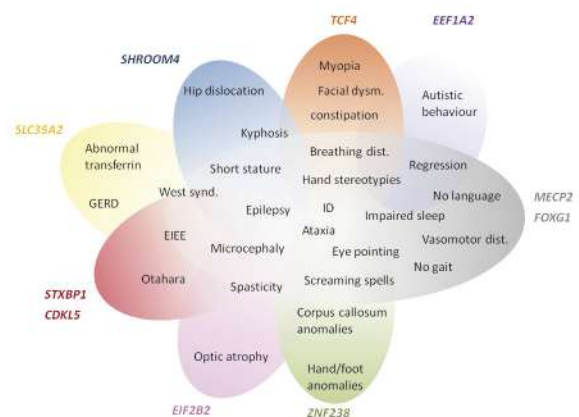 TCF4
EEF1A2
SHROOM4
Myopia
Hip dislocation
Facial dysm.
Autistic
behaviour
constipation
SLC35A2
Kyphosis
Abnormal
transferrin
Breathing dist.
Regression
Short stature
Hand stereotypies
West synd.
No language
MECP2
GERD
Epilepsy
ID
Impaired sleep
FOXG1
EIEE
Ataxia
Vasomotor dist.
Microcephaly
Eye pointing
No gait
Otahara
Spasticity
Screaming spells
STXBP1
CDKL5
Corpus callosum
anomalies
Optic atrophy
Hand/foot
anomalies
EIF2B2
ZNF238